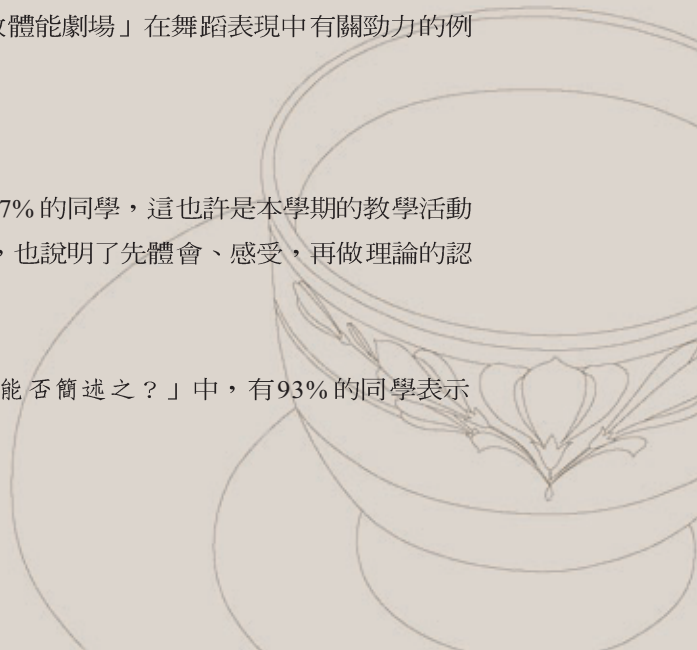 體能劇場」在舞蹈表現中有關勁力的例
7%的同學，這也許是本學期的教學活動
，也說明了先體會、感受，再做理論的認
能否簡述之？」中，有93%的同學表示